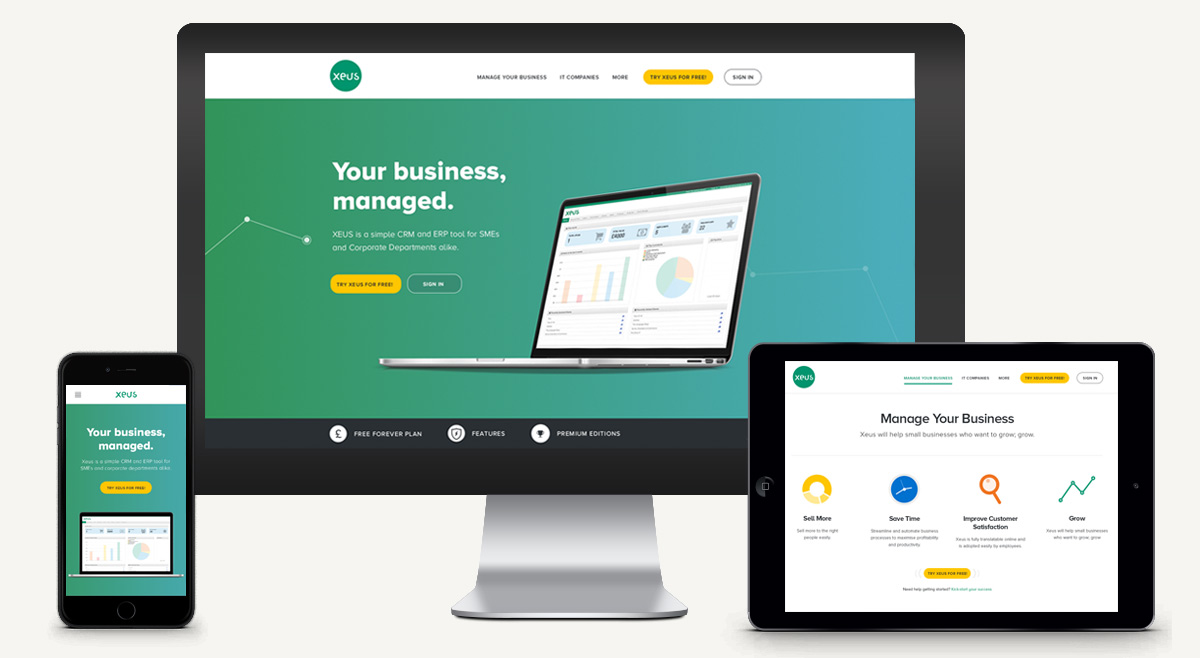 xeus
MANAGE YOUR BUSINESS IT COMPANIES MORE TRY XEUS FOR FREE! SIGN IN
Your business,
managed.
XEUS is a simple CRM and ERP tool for SMEs
and Corporate Departments alike.
TRY XEUS FOR FREE! SIGN IN
xeus
FREE FOREVER PLAN FEATURES PREMIUM EDITIONS
xeus
Your business,
managed.
Xeus is a simple CRM and ERP tool for
SMEs and corporate departments alike.
TRY XEUS FOR FREE!
xeus
MANAGE YOUR BUSINESS IT COMPANIES MORE TRY XEUS FOR FREE! SIGN IN
Manage Your Business
Xeus will help small businesses who want to grow; grow.
Sell More
Sell more to the right
people easily.
Save Time
Streamline and automate business
processes to maximise profitability
and productivity.
Improve Customer
Satisfaction
Xeus is fully translatable online and
is adopted easily by employees.
Grow
Xeus will help small businesses
who want to grow; grow
TRY XEUS FOR FREE!
Need help getting started? Kick-start your success